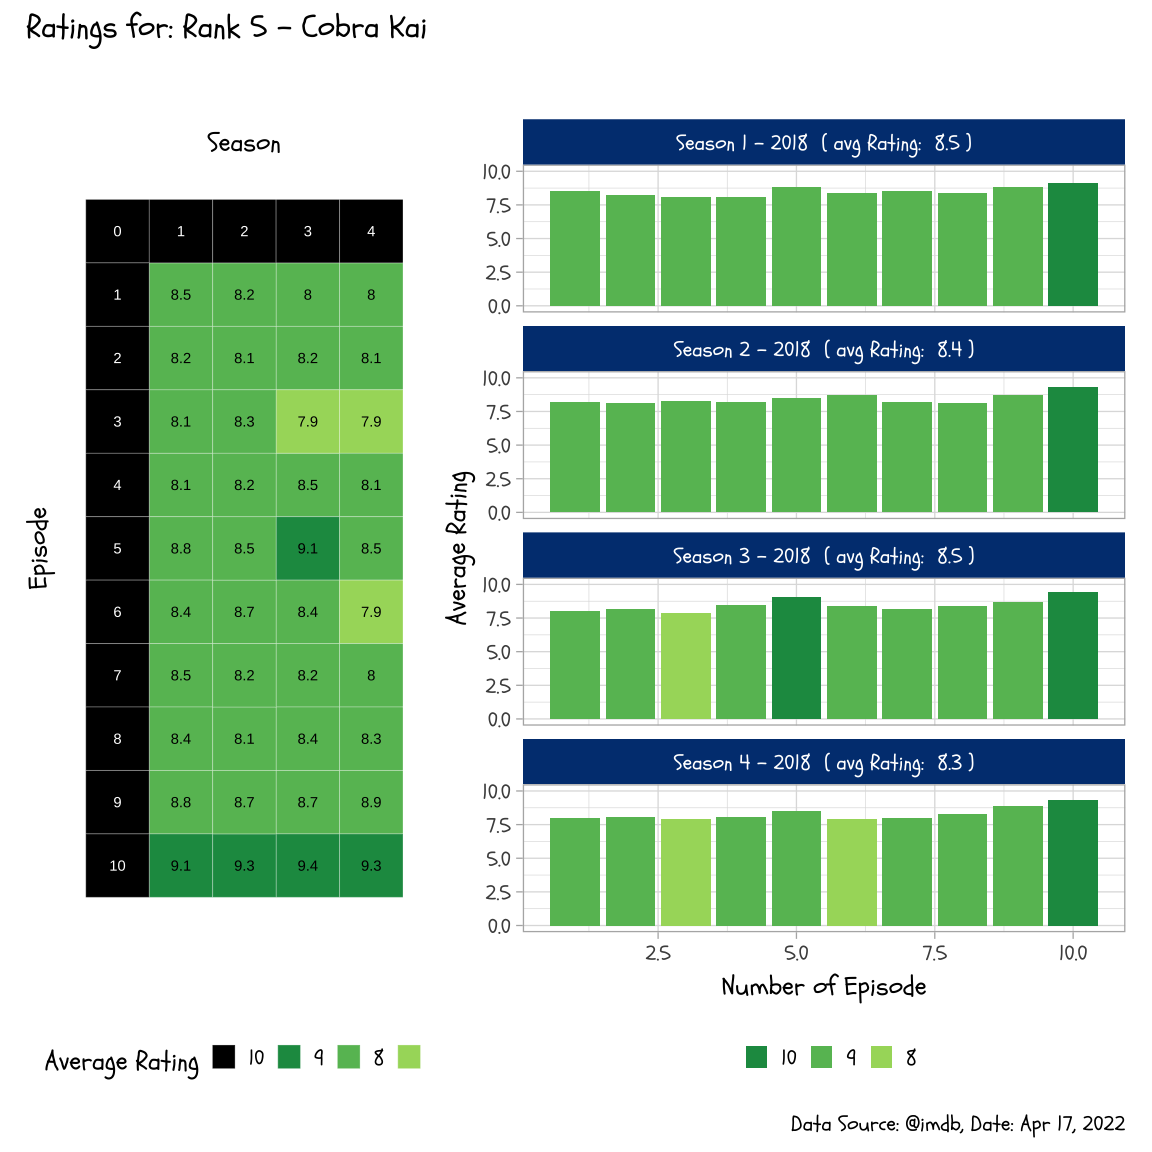 Ratings for: Rank 5 - Cobra Kai
Season
Episode
0 1 2 3 4
1 8.5 8.2 8 8
2 8.2 8.1 8.2 8.1
3 8.1 8.3 7.9 7.9
4 8.1 8.2 8.5 8.1
5 8.8 8.5 9.1 8.5
6 8.4 8.7 8.4 7.9
7 8.5 8.2 8.2 8
8 8.4 8.1 8.4 8.3
9 8.8 8.7 8.7 8.9
10 9.1 9.3 9.4 9.3
Average Rating 10 9 8
Average Rating
Season 1 - 2018 ( avg Rating: 8.5 )
10.0
7.5
5.0
2.5
0.0
Season 2 - 2018 ( avg Rating: 8.4 )
10.0
7.5
5.0
2.5
0.0
Season 3 - 2018 ( avg Rating: 8.5 )
10.0
7.5
5.0
2.5
0.0
Season 4 - 2018 ( avg Rating: 8.3 )
10.0
7.5
5.0
2.5
0.0
2.5 5.0 7.5 10.0
Number of Episode
10 9 8
Data Source: @imdb, Date: Apr 17, 2022